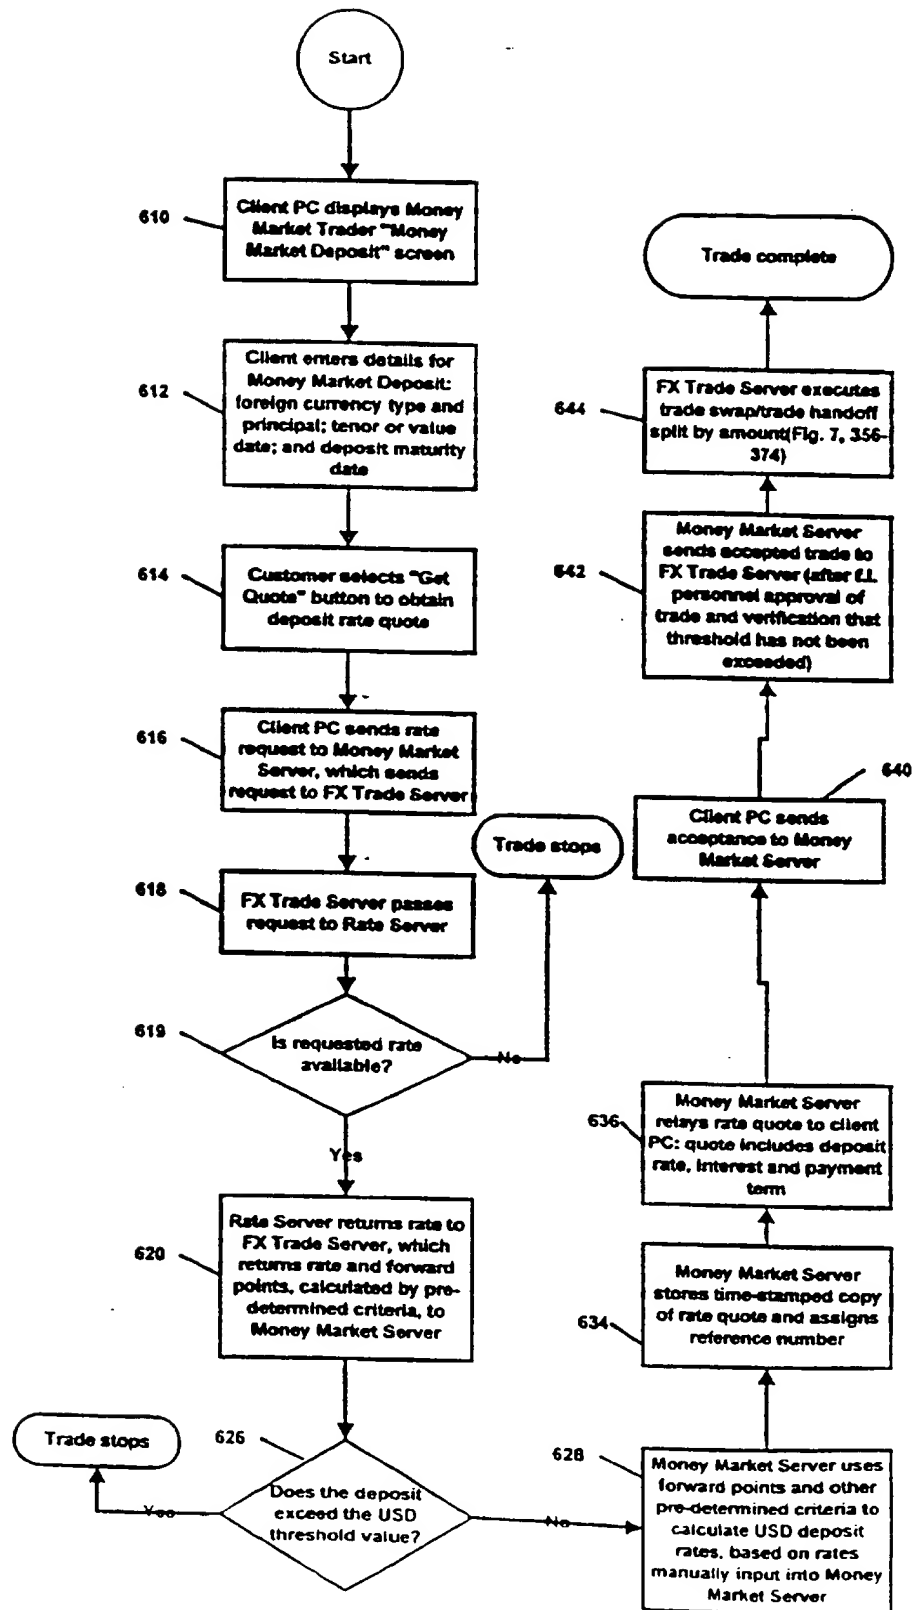 Start
610
Client PC displays Money
Market Trader "Money
Market Deposit" screen
612
Client enters details for
Money Market Deposit:
foreign currency type and
principal; tenor or value
date; and deposit maturity
date
614
Customer selects "Get
Quote" button to obtain
deposit rate quote
616
Client PC sends rate
request to Money Market
Server, which sends
request to FX Trade Server
618
FX Trade Server passes
request to Rate Server
619
Is requested rate
available?
No
Trade stops
Yes
620
Rate Server returns rate to
FX Trade Server, which
returns rate and forward
points, calculated by pre-
determined criteria, to
Money Market Server
626
Does the deposit
exceed the USD
threshold value?
Yes
Trade stops
No
628
Money Market Server uses
forward points and other
pre-determined criteria to
calculate USD deposit
rates, based on rates
manually input into Money
Market Server
634
Money Market Server
stores time-stamped copy
of rate quote and assigns
reference number
636
Money Market Server
relays rate quote to client
PC: quote includes deposit
rate, interest and payment
term
640
Client PC sends
acceptance to Money
Market Server
642
Money Market Server
sends accepted trade to
FX Trade Server (after f.i.
personnel approval of
trade and verification that
threshold has not been
exceeded)
644
FX Trade Server executes
trade swap/trade handoff
split by amount(Fig. 7, 356-
374)
Trade complete